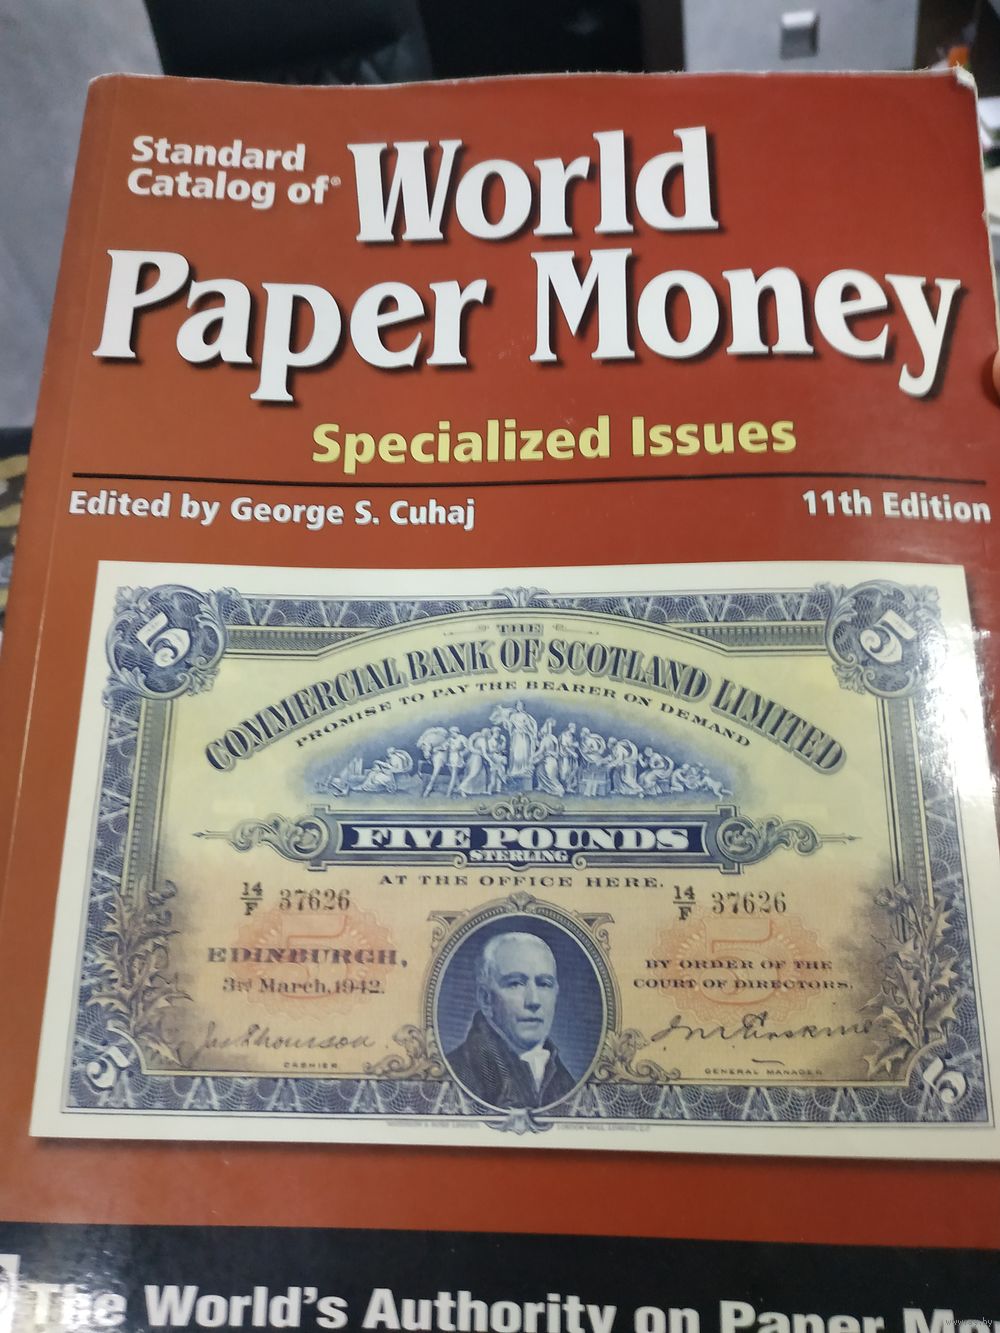 Standard
Catalog of®
World
Paper Money
Specialized Issues
Edited by George S. Cuhaj
11th Edition
5
5
THE
COMMERCIAL BANK OF SCOTLAND LIMITED
PROMISE TO PAY THE BEARER ON DEMAND
FIVE POUNDS
STERLING
AT THE OFFICE HERE.
14/F 37626
14/F 37626
5
5
EDINBURGH,
3rd March, 1942.
BY ORDER OF THE
COURT OF DIRECTORS.
CASHIER
GENERAL MANAGER
5
5
The World's Authority on Paper M